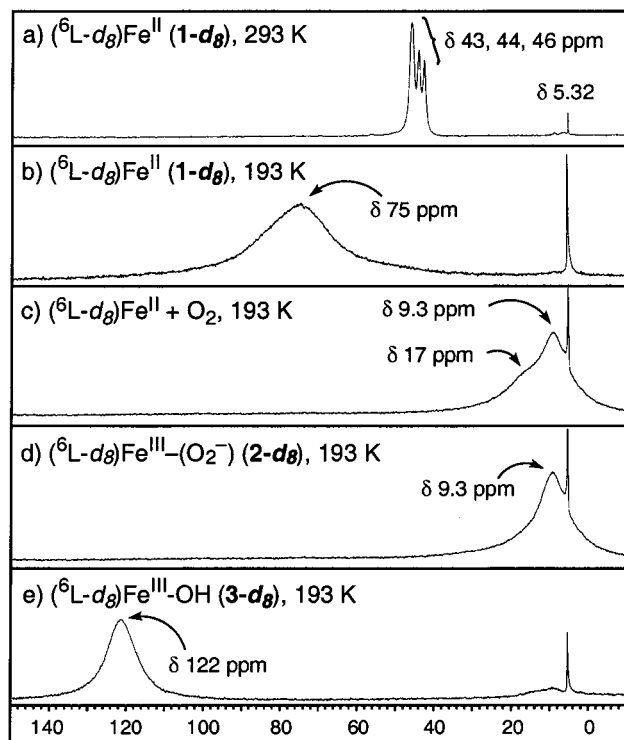 a) (⁶L-d₈)Feᴵᴵ (1-d₈), 293 K
δ 43, 44, 46 ppm
δ 5.32
b) (⁶L-d₈)Feᴵᴵ (1-d₈), 193 K
δ 75 ppm
c) (⁶L-d₈)Feᴵᴵ + O₂, 193 K
δ 9.3 ppm
δ 17 ppm
d) (⁶L-d₈)Feᴵᴵᴵ–(O₂⁻) (2-d₈), 193 K
δ 9.3 ppm
e) (⁶L-d₈)Feᴵᴵᴵ-OH (3-d₈), 193 K
δ 122 ppm
140 120 100 80 60 40 20 0